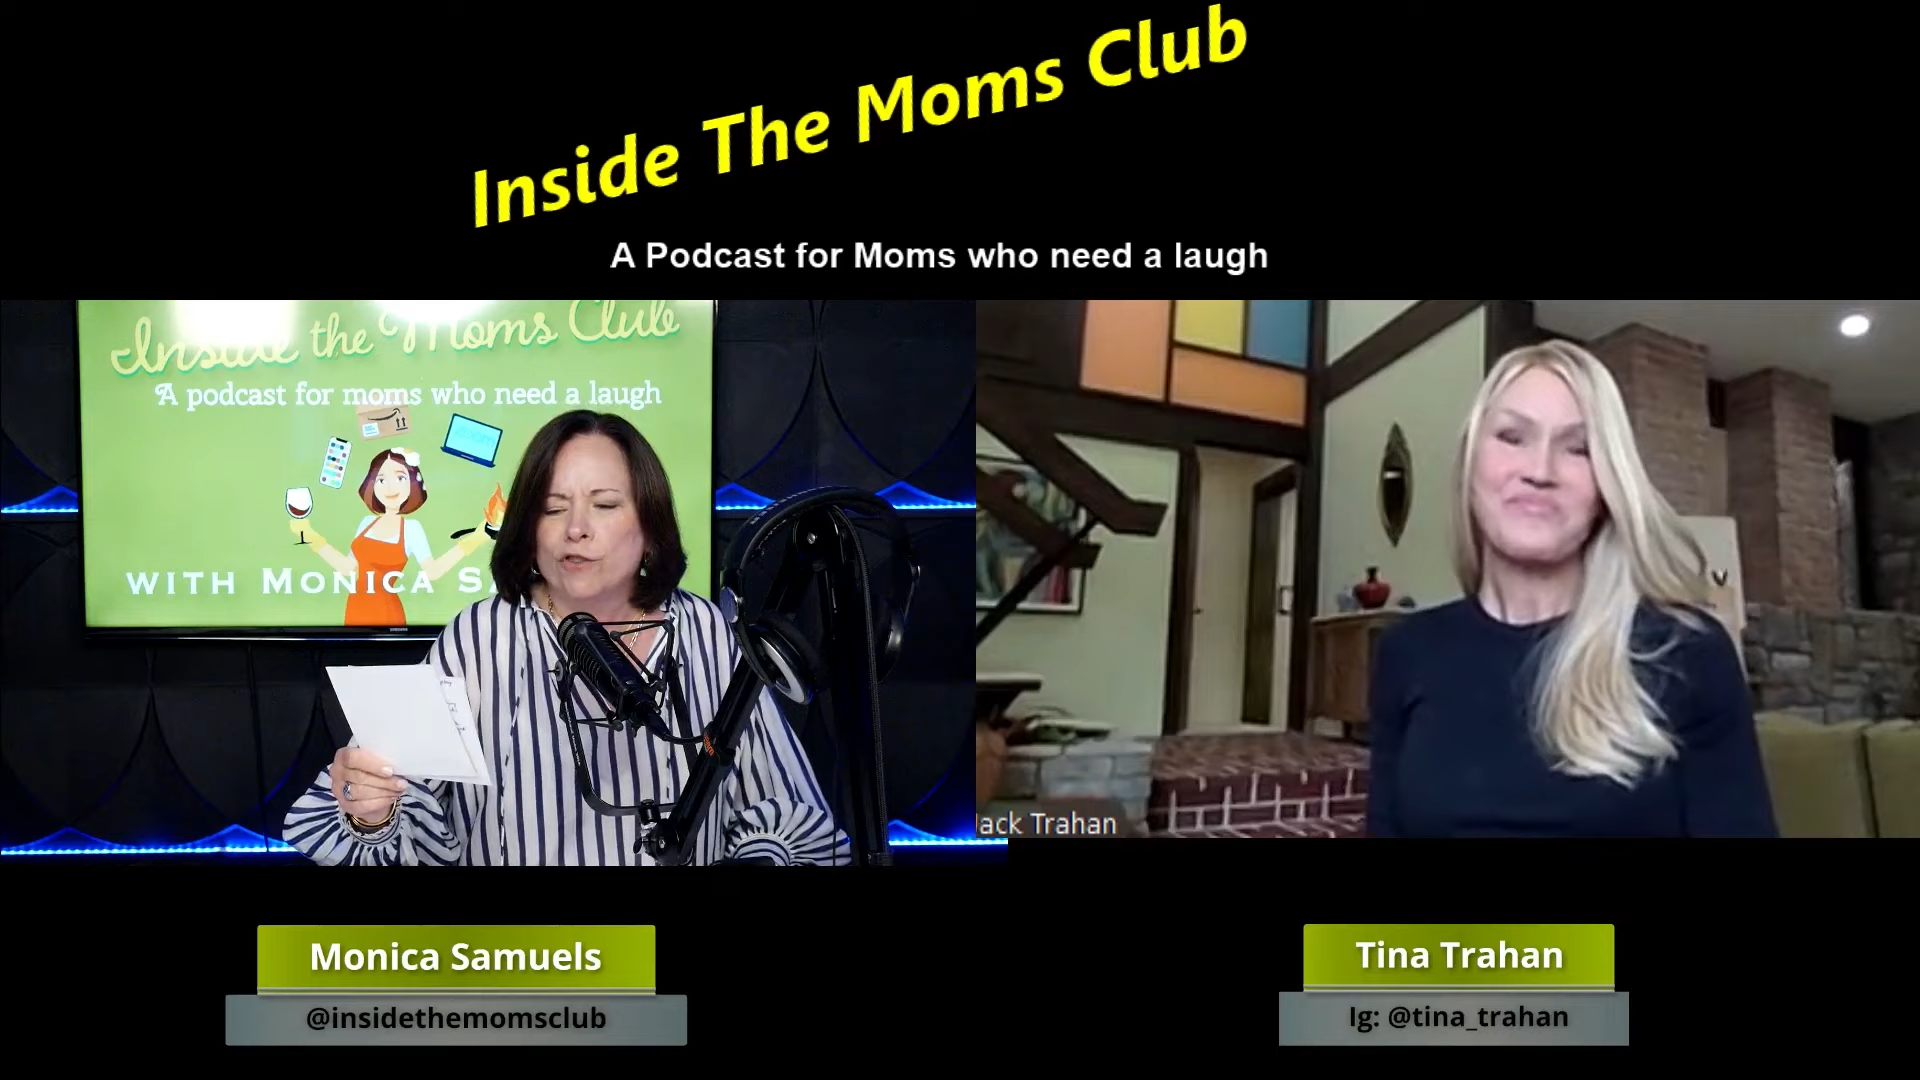 Inside The Moms Club
A Podcast for Moms who need a laugh
Inside the Moms Club
A podcast for moms who need a laugh
zoom
WITH MONICA
ack Trahan
Monica Samuels
@insidethemomsclub
Tina Trahan
Ig: @tina_trahan